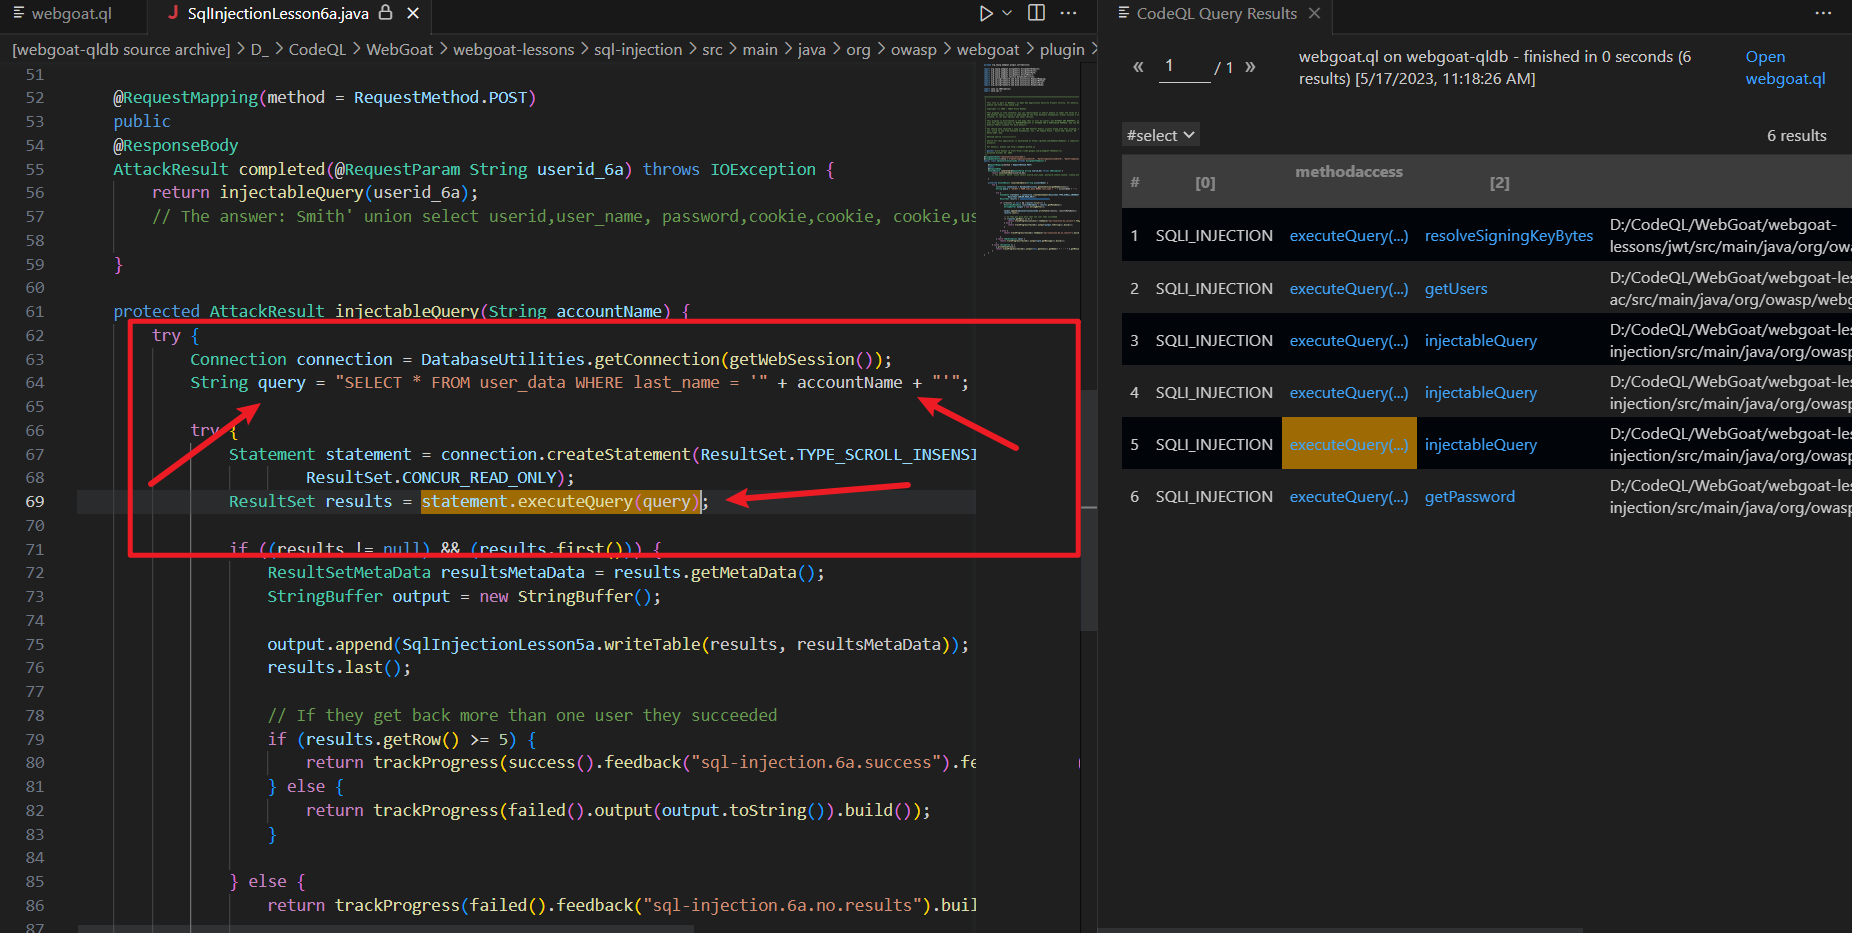 webgoat.ql
J SqlInjectionLesson6a.java
[webgoat-qldb source archive] > D_ > CodeQL > WebGoat > webgoat-lessons > sql-injection > src > main > java > org > owasp > webgoat > plugin >
51
52 @RequestMapping(method = RequestMethod.POST)
53 public
54 @ResponseBody
55 AttackResult completed(@RequestParam String userid_6a) throws IOException {
56 return injectableQuery(userid_6a);
57 // The answer: Smith' union select userid,user_name, password,cookie,cookie, cookie,us
58
59 }
60
61 protected AttackResult injectableQuery(String accountName) {
62 try {
63 Connection connection = DatabaseUtilities.getConnection(getWebSession());
64 String query = "SELECT * FROM user_data WHERE last_name = '" + accountName + "'";
65
66 try {
67 Statement statement = connection.createStatement(ResultSet.TYPE_SCROLL_INSENSI
68 ResultSet.CONCUR_READ_ONLY);
69 ResultSet results = statement.executeQuery(query);
70
71 if ((results != null) && (results.first())) {
72 ResultSetMetaData resultsMetaData = results.getMetaData();
73 StringBuffer output = new StringBuffer();
74
75 output.append(SqlInjectionLesson5a.writeTable(results, resultsMetaData));
76 results.last();
77
78 // If they get back more than one user they succeeded
79 if (results.getRow() >= 5) {
80 return trackProgress(success().feedback("sql-injection.6a.success").fe
81 } else {
82 return trackProgress(failed().output(output.toString()).build());
83 }
84
85 } else {
86 return trackProgress(failed().feedback("sql-injection.6a.no.results").buil
87
CodeQL Query Results
« 1 / 1 »
webgoat.ql on webgoat-qldb - finished in 0 seconds (6
results) [5/17/2023, 11:18:26 AM]
Open
webgoat.ql
#select
6 results
# [0] methodaccess [2]
1 SQLI_INJECTION executeQuery(...) resolveSigningKeyBytes D:/CodeQL/WebGoat/webgoat-
lessons/jwt/src/main/java/org/owa
2 SQLI_INJECTION executeQuery(...) getUsers D:/CodeQL/WebGoat/webgoat-les
ac/src/main/java/org/owasp/webg
3 SQLI_INJECTION executeQuery(...) injectableQuery D:/CodeQL/WebGoat/webgoat-les
injection/src/main/java/org/owasp
4 SQLI_INJECTION executeQuery(...) injectableQuery D:/CodeQL/WebGoat/webgoat-les
injection/src/main/java/org/owasp
5 SQLI_INJECTION executeQuery(...) injectableQuery D:/CodeQL/WebGoat/webgoat-les
injection/src/main/java/org/owasp
6 SQLI_INJECTION executeQuery(...) getPassword D:/CodeQL/WebGoat/webgoat-les
injection/src/main/java/org/owasp